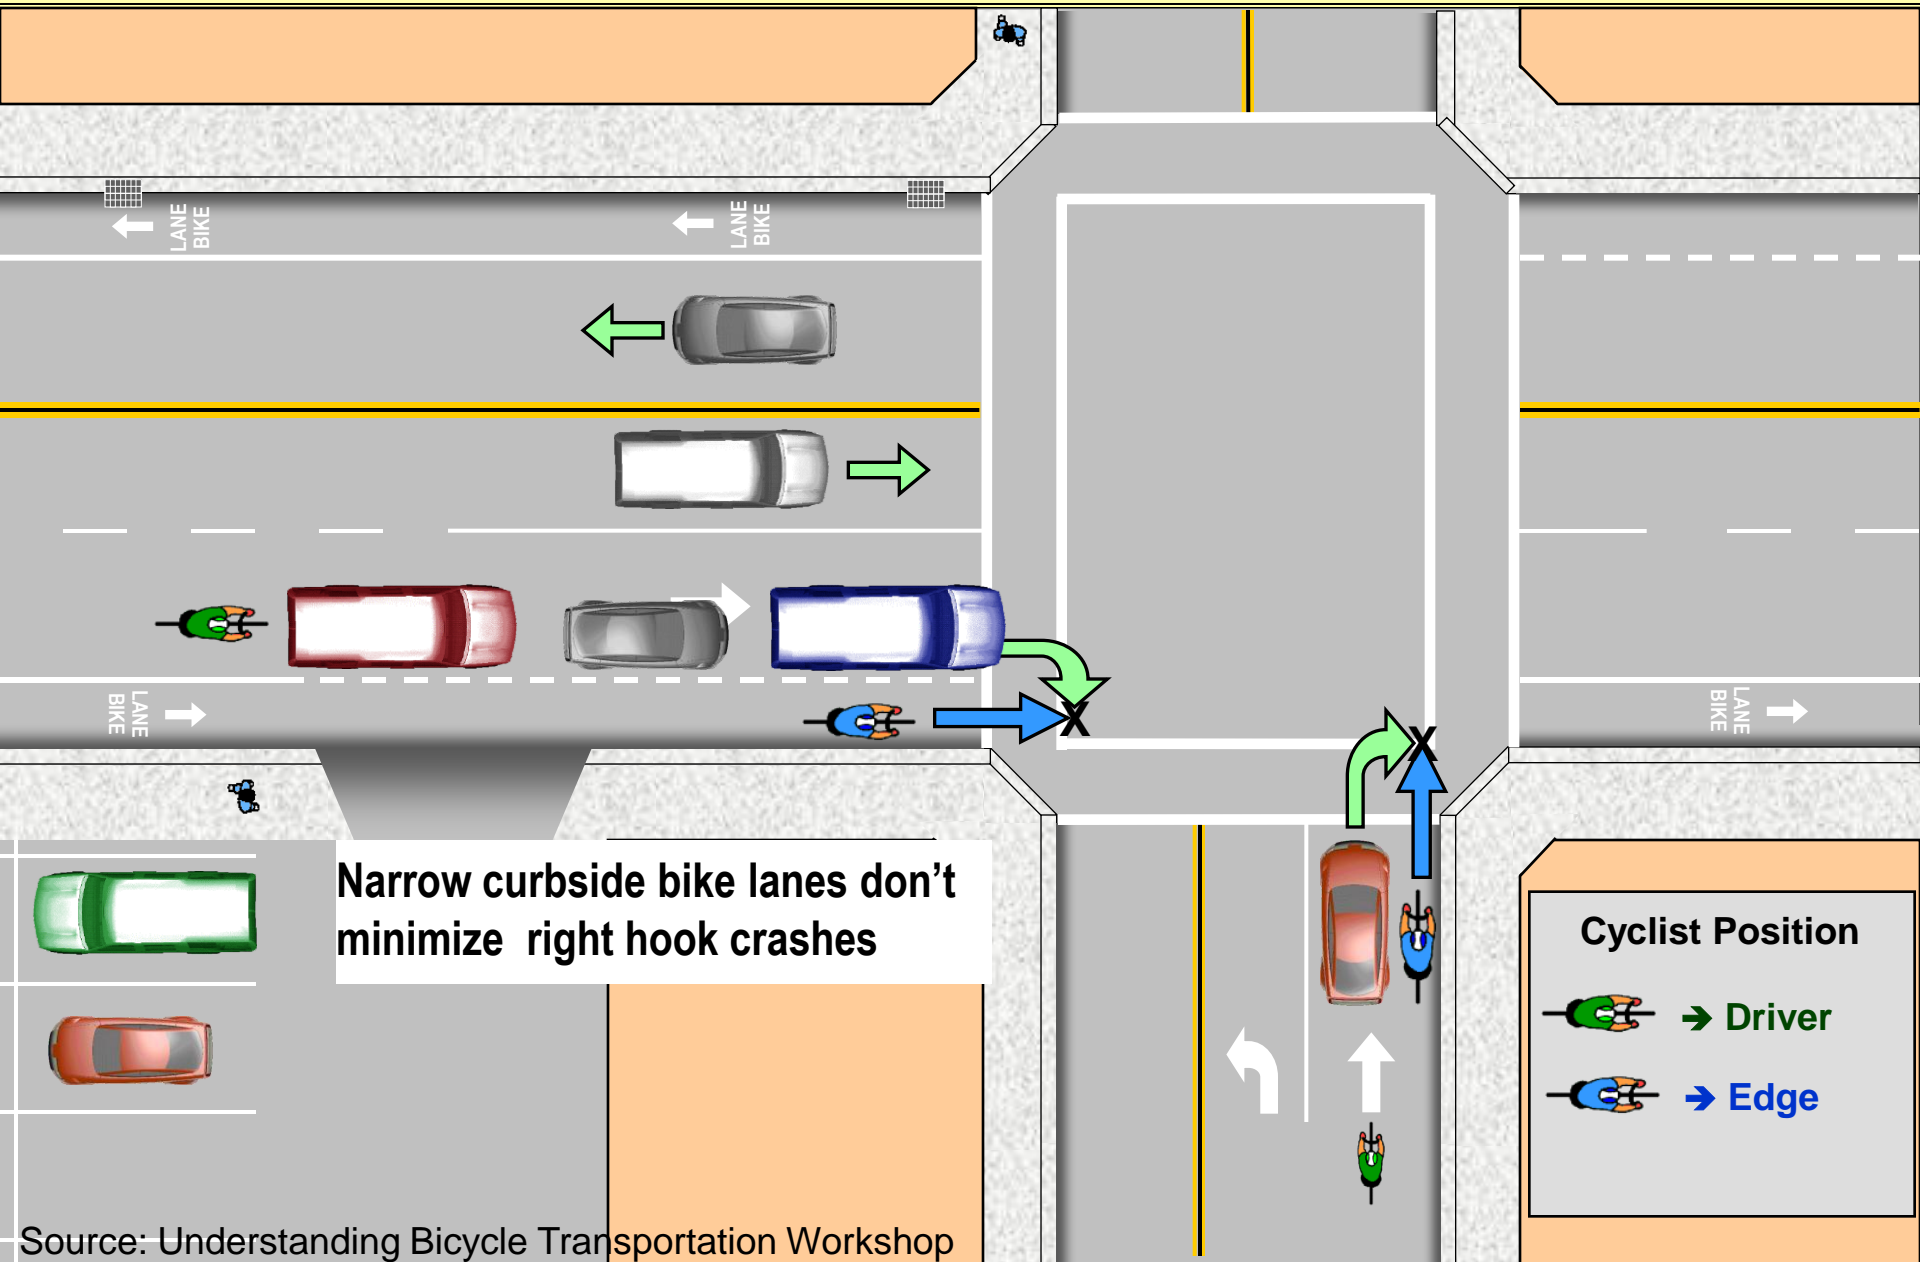 LANE
BIKE
LANE
BIKE
LANE
BIKE
LANE
BIKE
X
X
Narrow curbside bike lanes don’t
minimize  right hook crashes
Cyclist Position
➔ Driver
➔ Edge
Source: Understanding Bicycle Transportation Workshop